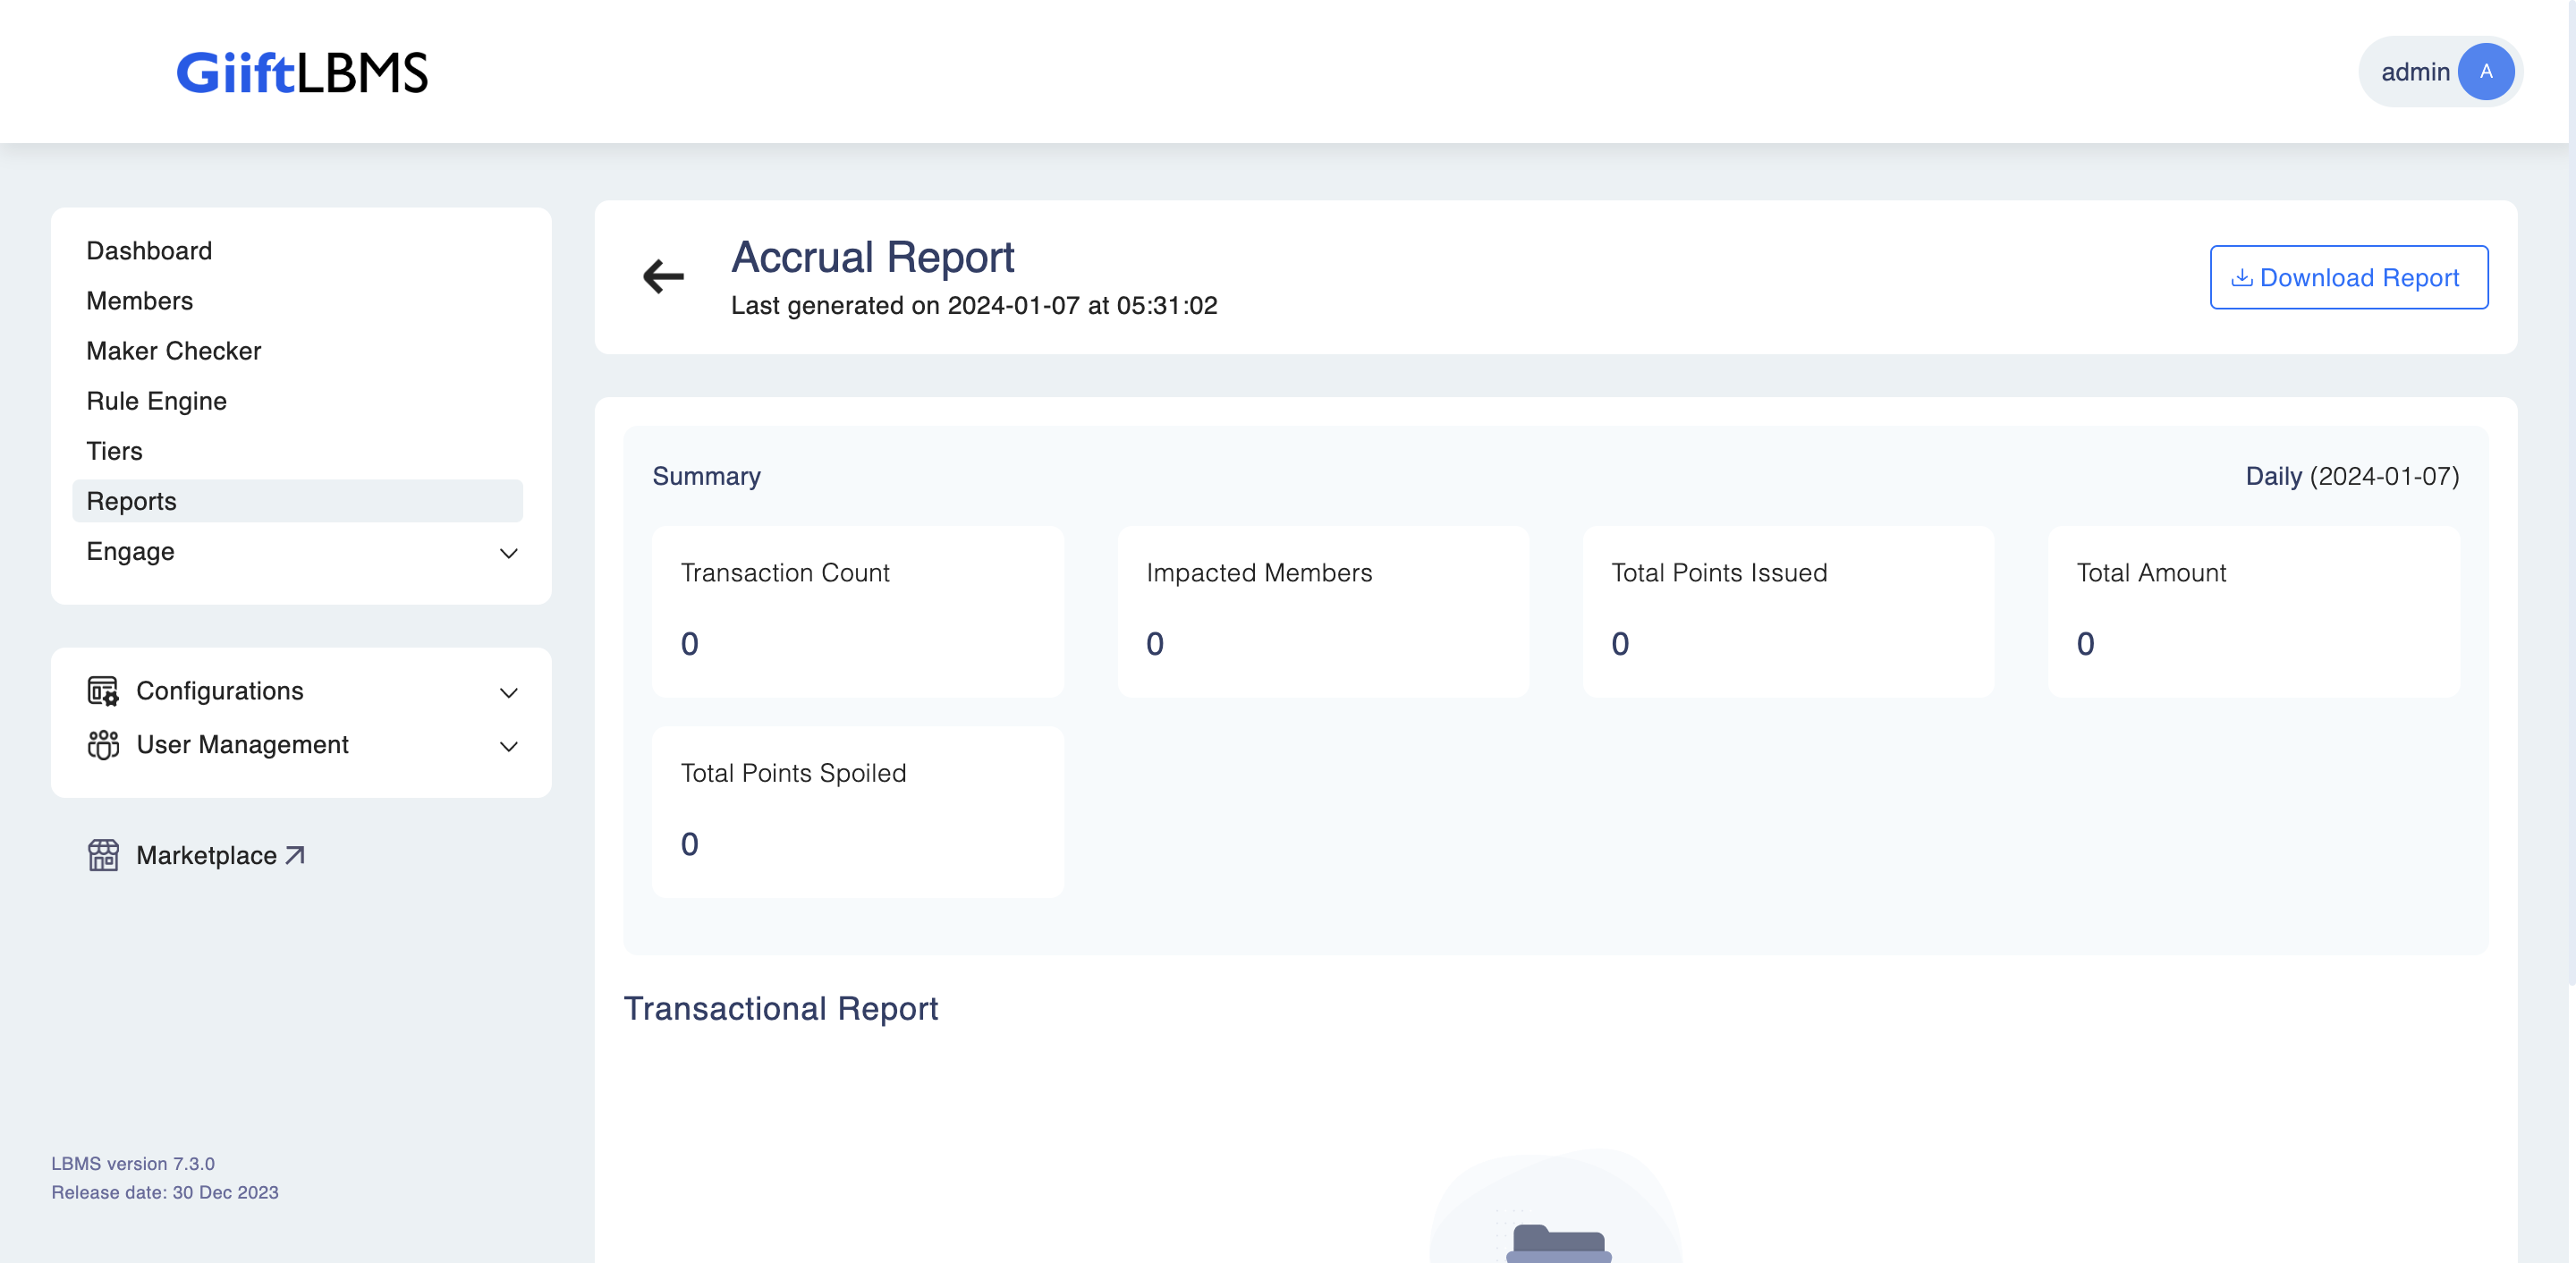 GiiftLBMS
admin A
Dashboard
Members
Maker Checker
Rule Engine
Tiers
Reports
Engage
Configurations
User Management
Marketplace
LBMS version 7.3.0
Release date: 30 Dec 2023
Accrual Report
Last generated on 2024-01-07 at 05:31:02
Download Report
Summary
Daily (2024-01-07)
Transaction Count
0
Impacted Members
0
Total Points Issued
0
Total Amount
0
Total Points Spoiled
0
Transactional Report